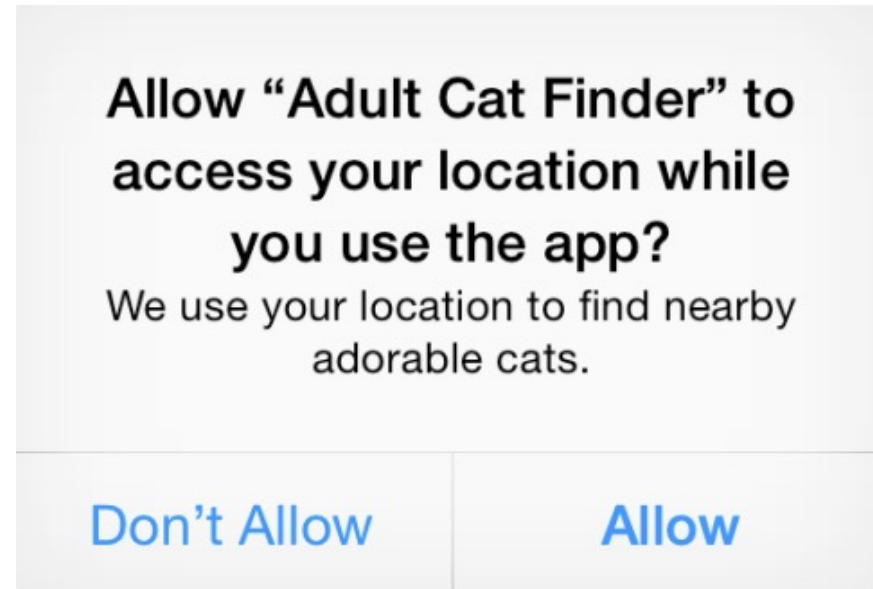 Allow “Adult Cat Finder” to
access your location while
you use the app?
We use your location to find nearby
adorable cats.
Don’t Allow
Allow